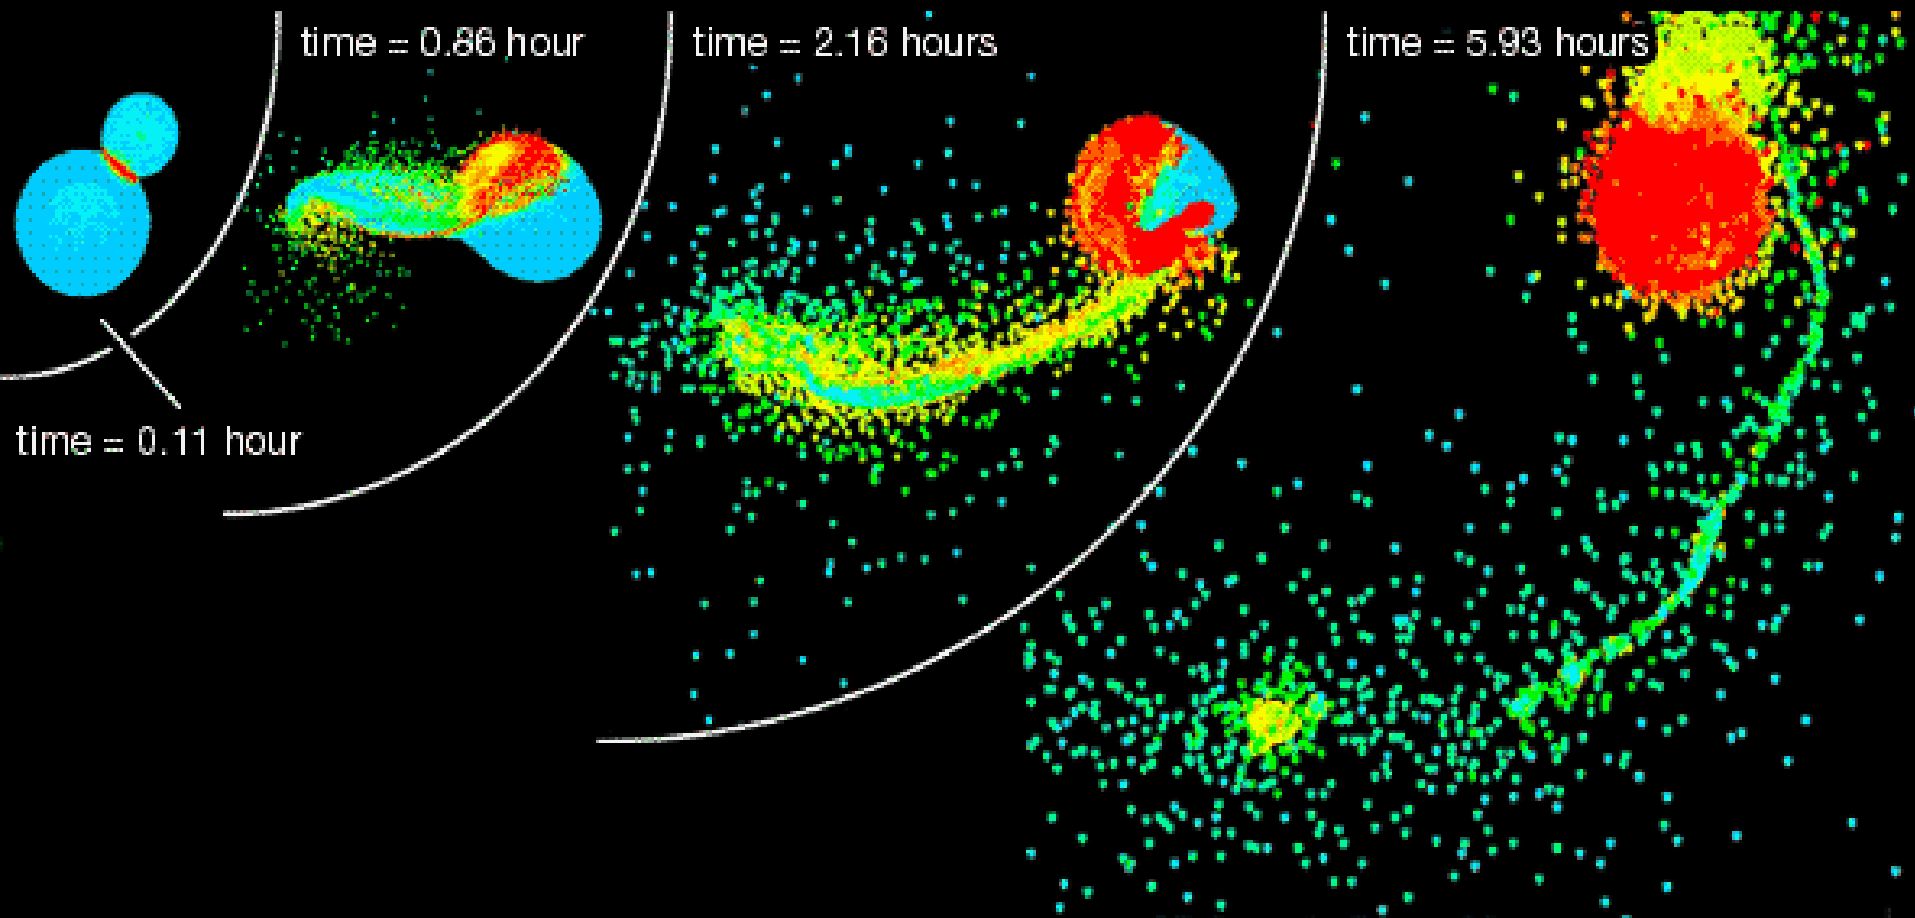 time = 0.11 hour
time = 0.86 hour
time = 2.16 hours
time = 5.93 hours